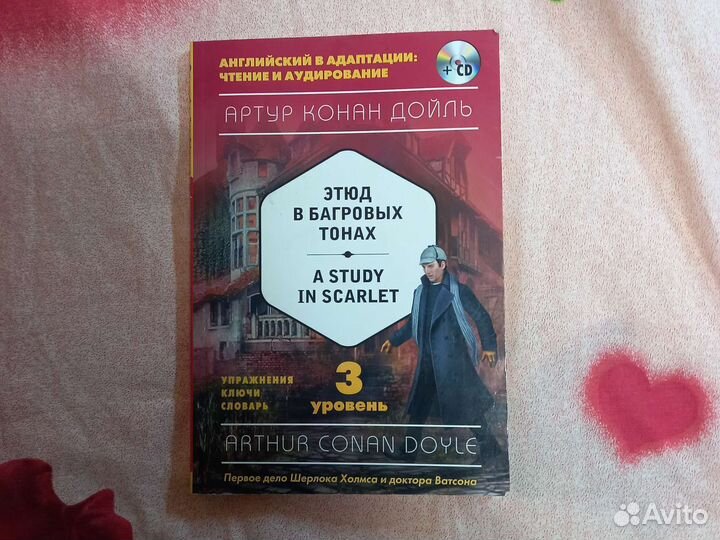 АНГЛИЙСКИЙ В АДАПТАЦИИ:
ЧТЕНИЕ И АУДИРОВАНИЕ
+ CD
АРТУР КОНАН ДОЙЛЬ
ЭТЮД
В БАГРОВЫХ
ТОНАХ
A STUDY
IN SCARLET
УПРАЖНЕНИЯ
КЛЮЧИ
СЛОВАРЬ
3
уровень
ARTHUR CONAN DOYLE
Первое дело Шерлока Холмса и доктора Ватсона
Avito